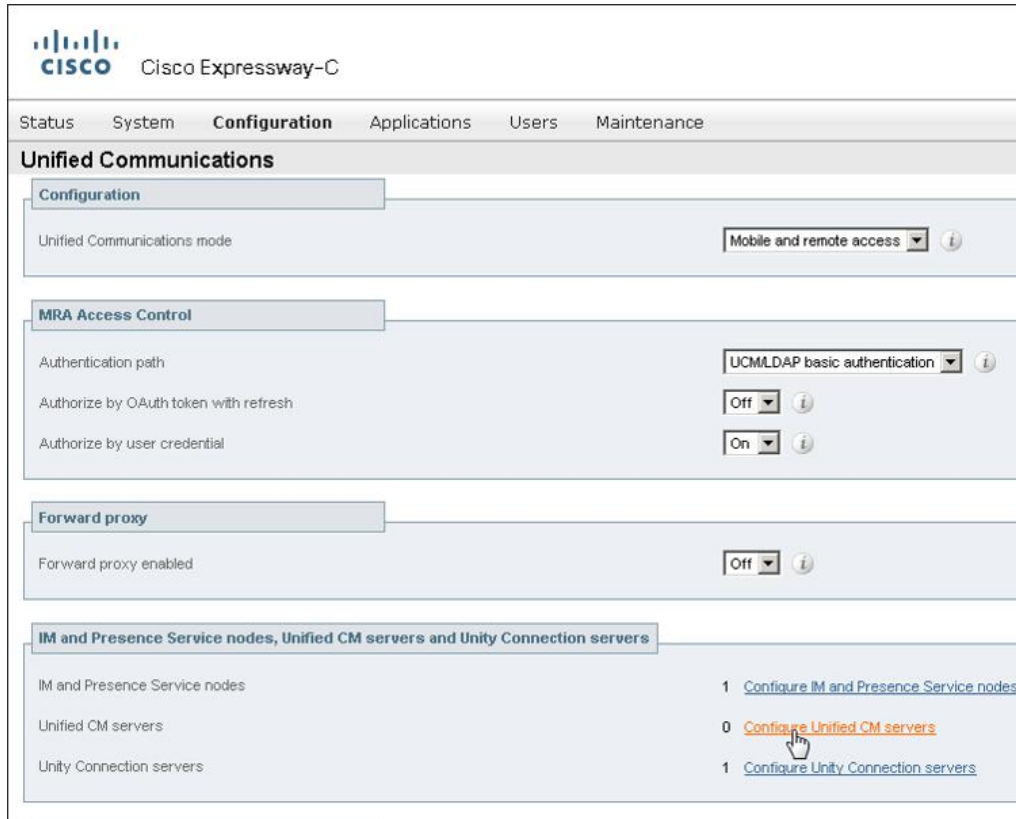 CISCO Cisco Expressway-C
Status System Configuration Applications Users Maintenance
Unified Communications
Configuration
Unified Communications mode Mobile and remote access i
MRA Access Control
Authentication path UCM/LDAP basic authentication i
Authorize by OAuth token with refresh Off i
Authorize by user credential On i
Forward proxy
Forward proxy enabled Off i
IM and Presence Service nodes, Unified CM servers and Unity Connection servers
IM and Presence Service nodes 1 Configure IM and Presence Service nodes
Unified CM servers 0 Configure Unified CM servers
Unity Connection servers 1 Configure Unity Connection servers